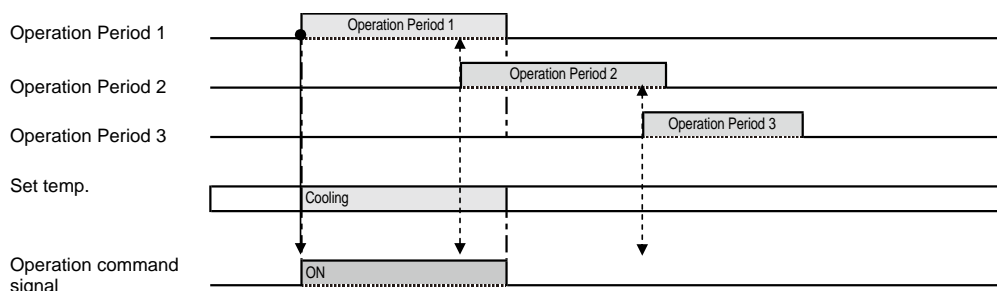 Operation Period 1
Operation Period 1
Operation Period 2
Operation Period 2
Operation Period 3
Operation Period 3
Set temp.
Cooling
Operation command
signal
ON